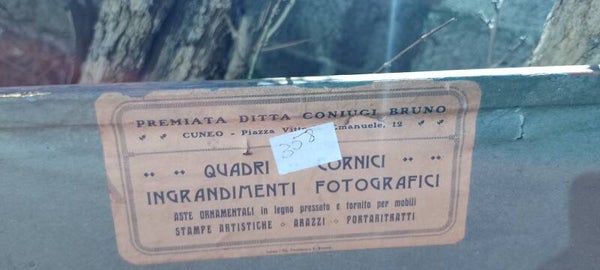 PREMIATA DITTA CONIUGI BRUNO
CUNEO - Piazza Vitt Emanuele, 12
353
QUADRI CORNICI
INGRANDIMENTI FOTOGRAFICI
ASTE ORNAMENTALI in legno pressato e tornito per mobili
STAMPE ARTISTICHE - ARAZZI - PORTARITRATTI